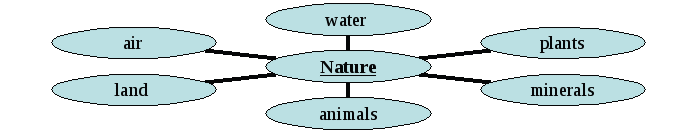 water
air
plants
Nature
land
minerals
animals